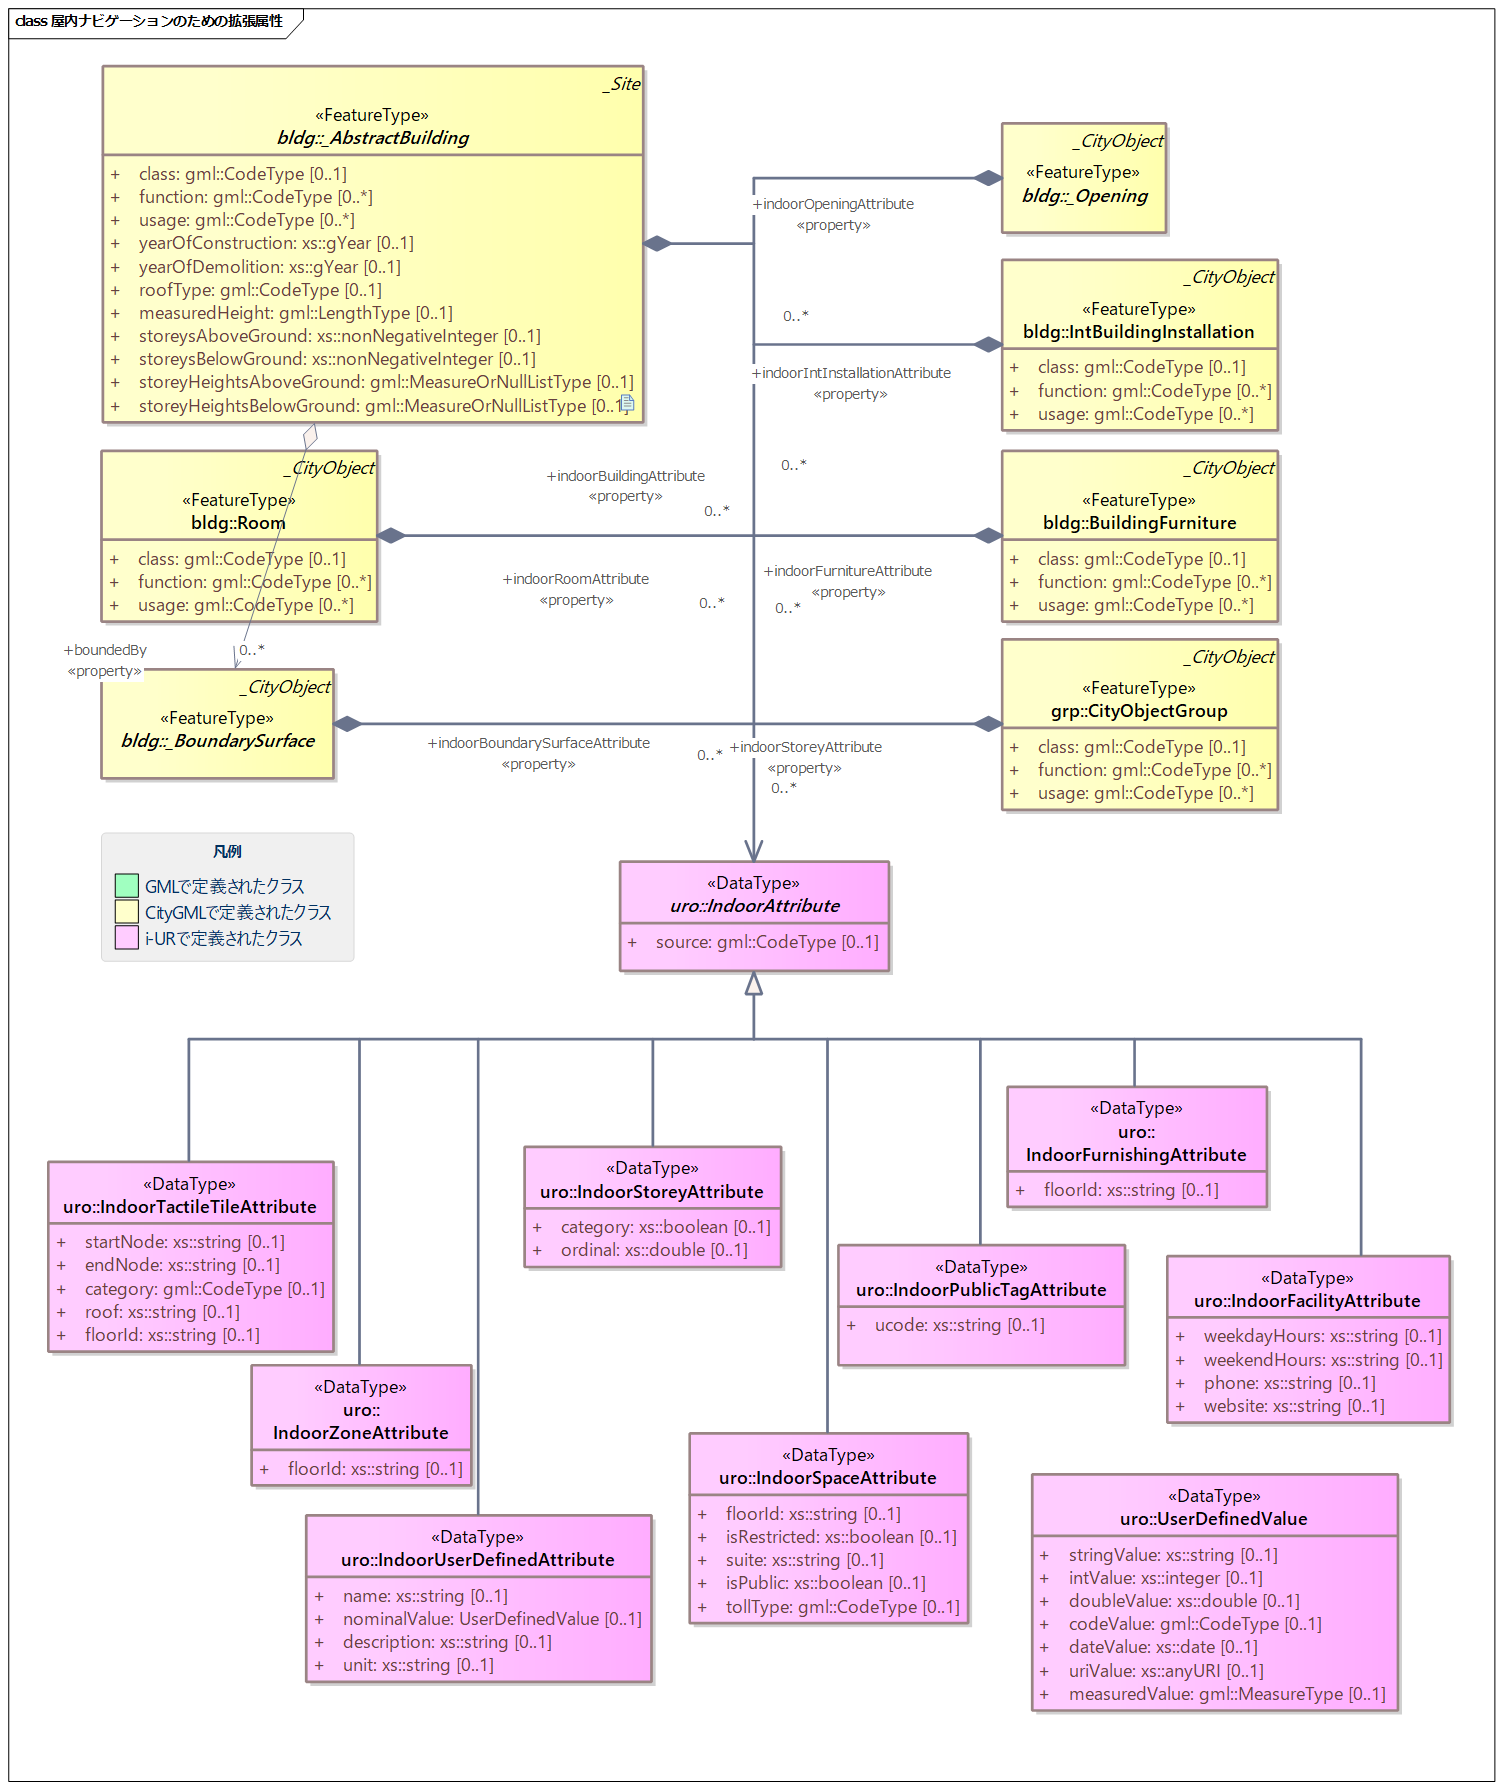 class 屋内ナビゲーションのための拡張属性
_Site
«FeatureType»
bldg::_AbstractBuilding
+ class: gml::CodeType [0..1]
+ function: gml::CodeType [0..*]
+ usage: gml::CodeType [0..*]
+ yearOfConstruction: xs::gYear [0..1]
+ yearOfDemolition: xs::gYear [0..1]
+ roofType: gml::CodeType [0..1]
+ measuredHeight: gml::LengthType [0..1]
+ storeysAboveGround: xs::nonNegativeInteger [0..1]
+ storeysBelowGround: xs::nonNegativeInteger [0..1]
+ storeyHeightsAboveGround: gml::MeasureOrNullListType [0..1]
+ storeyHeightsBelowGround: gml::MeasureOrNullListType [0..1]
_CityObject
«FeatureType»
bldg::_Opening
+indoorOpeningAttribute
«property»
0..*
_CityObject
«FeatureType»
bldg::IntBuildingInstallation
+ class: gml::CodeType [0..1]
+ function: gml::CodeType [0..*]
+ usage: gml::CodeType [0..*]
+indoorIntInstallationAttribute
«property»
0..*
_CityObject
«FeatureType»
bldg::Room
+ class: gml::CodeType [0..1]
+ function: gml::CodeType [0..*]
+ usage: gml::CodeType [0..*]
+indoorBuildingAttribute
«property»
0..*
_CityObject
«FeatureType»
bldg::BuildingFurniture
+ class: gml::CodeType [0..1]
+ function: gml::CodeType [0..*]
+ usage: gml::CodeType [0..*]
+indoorRoomAttribute
«property»
0..*
+indoorFurnitureAttribute
«property»
0..*
+boundedBy
«property»
0..*
_CityObject
«FeatureType»
bldg::_BoundarySurface
_CityObject
«FeatureType»
grp::CityObjectGroup
+ class: gml::CodeType [0..1]
+ function: gml::CodeType [0..*]
+ usage: gml::CodeType [0..*]
+indoorBoundarySurfaceAttribute
«property»
0..*
+indoorStoreyAttribute
«property»
0..*
凡例
GMLで定義されたクラス
CityGMLで定義されたクラス
i-URで定義されたクラス
«DataType»
uro::IndoorAttribute
+ source: gml::CodeType [0..1]
«DataType»
uro::IndoorTactileTileAttribute
+ startNode: xs::string [0..1]
+ endNode: xs::string [0..1]
+ category: gml::CodeType [0..1]
+ roof: xs::string [0..1]
+ floorId: xs::string [0..1]
«DataType»
uro::IndoorStoreyAttribute
+ category: xs::boolean [0..1]
+ ordinal: xs::double [0..1]
«DataType»
uro::
IndoorFurnishingAttribute
+ floorId: xs::string [0..1]
«DataType»
uro::IndoorPublicTagAttribute
+ ucode: xs::string [0..1]
«DataType»
uro::IndoorFacilityAttribute
+ weekdayHours: xs::string [0..1]
+ weekendHours: xs::string [0..1]
+ phone: xs::string [0..1]
+ website: xs::string [0..1]
«DataType»
uro::
IndoorZoneAttribute
+ floorId: xs::string [0..1]
«DataType»
uro::IndoorUserDefinedAttribute
+ name: xs::string [0..1]
+ nominalValue: UserDefinedValue [0..1]
+ description: xs::string [0..1]
+ unit: xs::string [0..1]
«DataType»
uro::IndoorSpaceAttribute
+ floorId: xs::string [0..1]
+ isRestricted: xs::boolean [0..1]
+ suite: xs::string [0..1]
+ isPublic: xs::boolean [0..1]
+ tollType: gml::CodeType [0..1]
«DataType»
uro::UserDefinedValue
+ stringValue: xs::string [0..1]
+ intValue: xs::integer [0..1]
+ doubleValue: xs::double [0..1]
+ codeValue: gml::CodeType [0..1]
+ dateValue: xs::date [0..1]
+ uriValue: xs::anyURI [0..1]
+ measuredValue: gml::MeasureType [0..1]